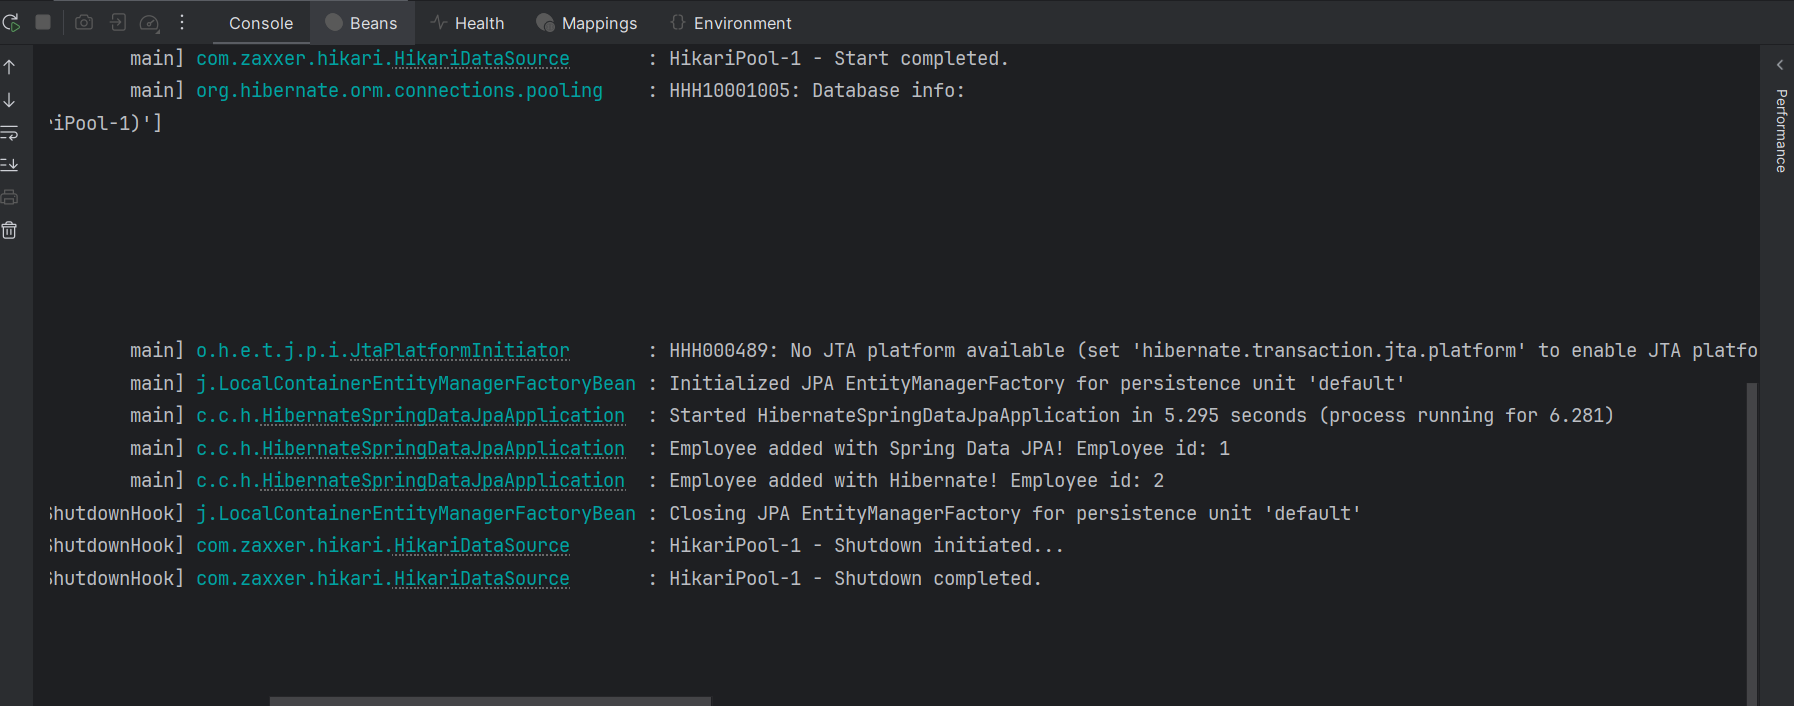 Console Beans Health Mappings Environment
main] com.zaxxer.hikari.HikariDataSource : HikariPool-1 - Start completed.
main] org.hibernate.orm.connections.pooling : HHH10001005: Database info:
riPool-1)']
main] o.h.e.t.j.p.i.JtaPlatformInitiator : HHH000489: No JTA platform available (set 'hibernate.transaction.jta.platform' to enable JTA platfo
main] j.LocalContainerEntityManagerFactoryBean : Initialized JPA EntityManagerFactory for persistence unit 'default'
main] c.c.h.HibernateSpringDataJpaApplication : Started HibernateSpringDataJpaApplication in 5.295 seconds (process running for 6.281)
main] c.c.h.HibernateSpringDataJpaApplication : Employee added with Spring Data JPA! Employee id: 1
main] c.c.h.HibernateSpringDataJpaApplication : Employee added with Hibernate! Employee id: 2
ShutdownHook] j.LocalContainerEntityManagerFactoryBean : Closing JPA EntityManagerFactory for persistence unit 'default'
ShutdownHook] com.zaxxer.hikari.HikariDataSource : HikariPool-1 - Shutdown initiated...
ShutdownHook] com.zaxxer.hikari.HikariDataSource : HikariPool-1 - Shutdown completed.
Performance